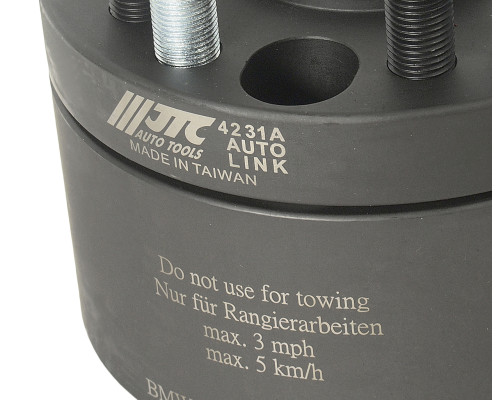 JTC
AUTO TOOLS
MADE IN TAIWAN
4231A
AUTO
LINK
Do not use for towing
Nur für Rangierarbeiten
max. 3 mph
max. 5 km/h